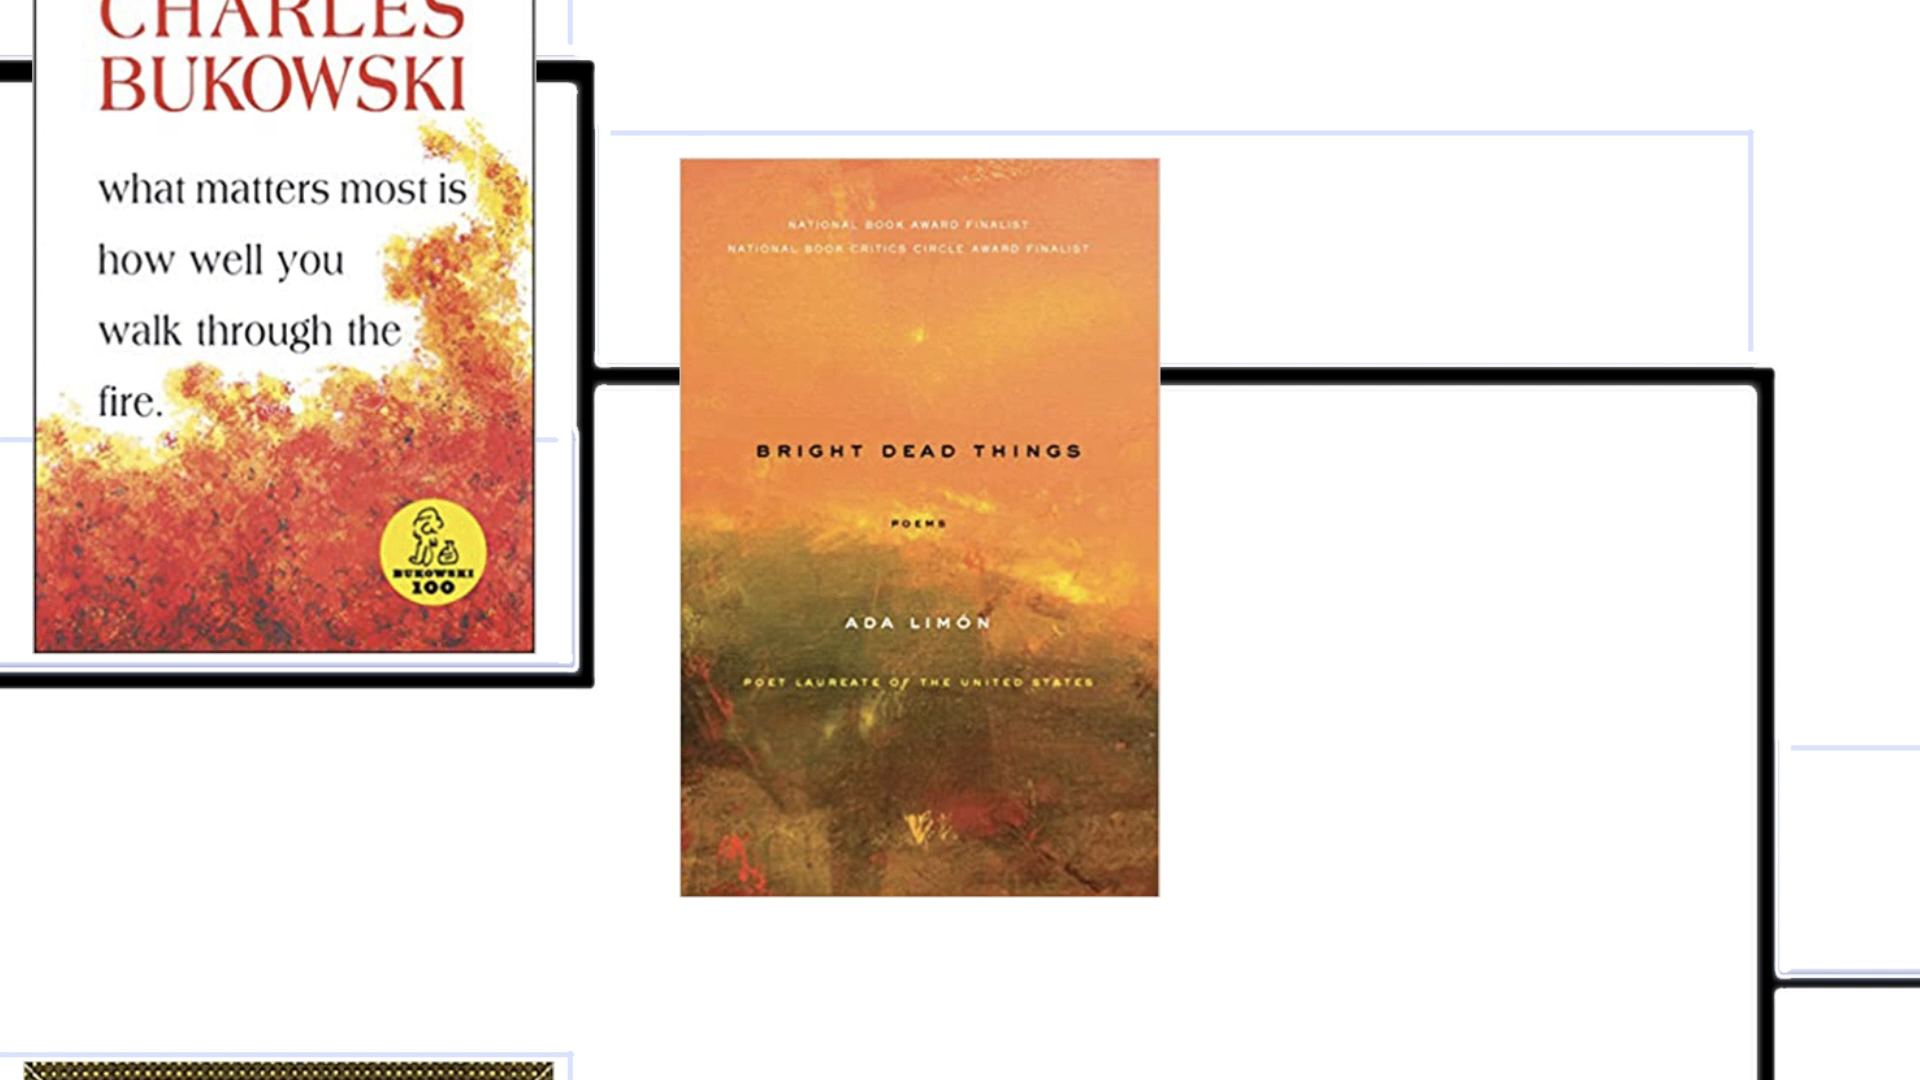 CHARLES
BUKOWSKI
what matters most is
how well you
walk through the
fire.
BUKOWSKI
100
NATIONAL BOOK AWARD FINALIST
NATIONAL BOOK CRITICS CIRCLE AWARD FINALIST
BRIGHT DEAD THINGS
POEMS
ADA LIMÓN
POET LAUREATE OF THE UNITED STATES